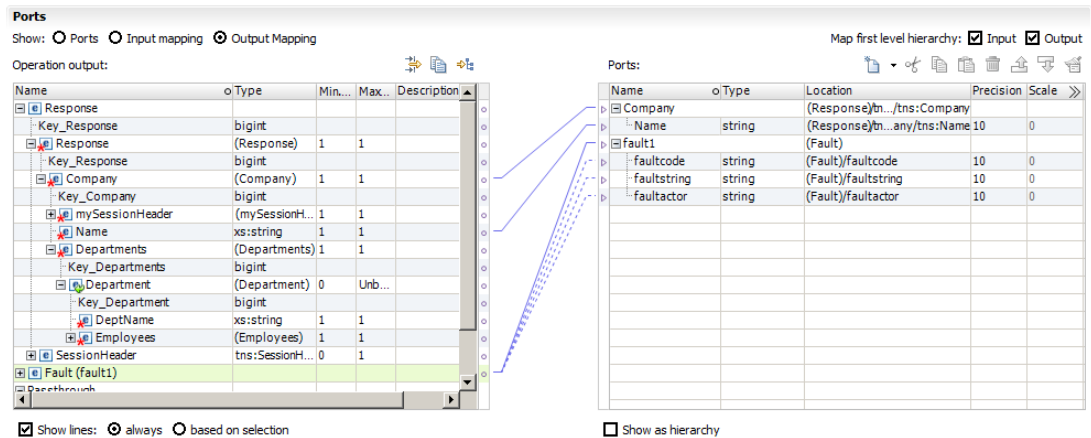 Ports
Show: Ports Input mapping Output Mapping Map first level hierarchy: Input Output
Operation output: Ports:
Name Type Min.... Max... Description Name Type Location Precision Scale
Response Company (Response)/tn.../tns:Company
Key_Response bigint Name string (Response)/tn...any/tns:Name 10 0
Response (Response) 1 1 fault1 (Fault)
Key_Response bigint faultcode string (Fault)/faultcode 10 0
Company (Company) 1 1 faultstring string (Fault)/faultstring 10 0
Key_Company bigint faultactor string (Fault)/faultactor 10 0
mySessionHeader (mySessionH... 1 1
Name xs:string 1 1
Departments (Departments) 1 1
Key_Departments bigint
Department (Department) 0 Unb...
Key_Department bigint
DeptName xs:string 1 1
Employees (Employees) 1 1
SessionHeader tns:SessionH... 0 1
Fault (fault1)
Passthrough
Show lines: always based on selection Show as hierarchy